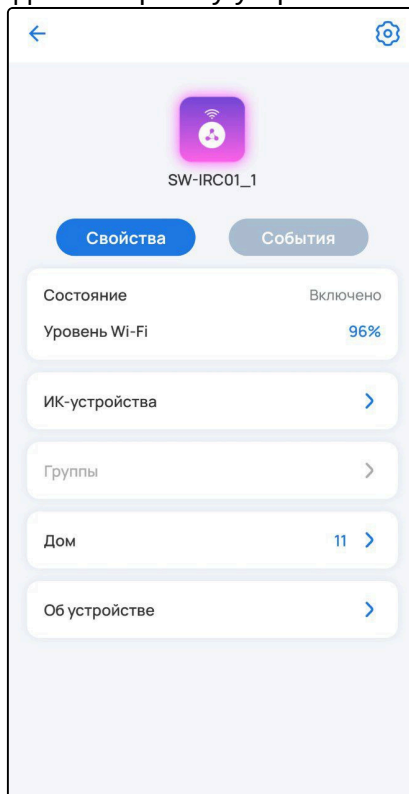 SW-IRC01_1
Свойства События
Состояние Включено
Уровень Wi-Fi 96%
ИК-устройства
Группы
Дом 11
Об устройстве